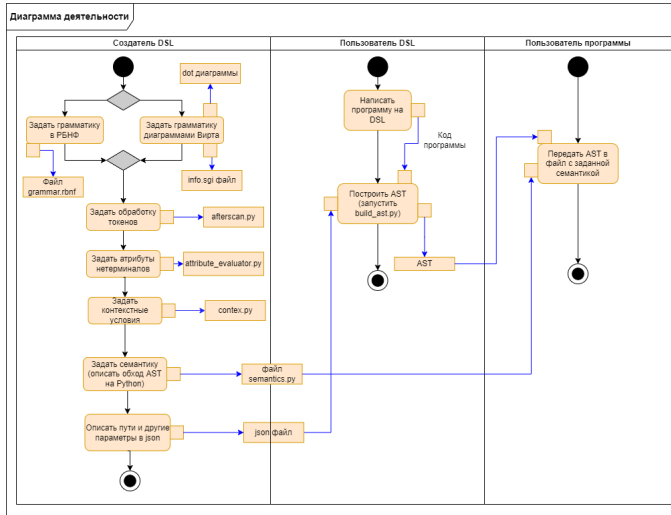 Диаграмма деятельности
Создатель DSL
Пользователь DSL
Пользователь программы
dot диаграммы
Задать грамматику
в РБНФ
Задать грамматику
диаграммами Вирта
Файл
grammar.rbnf
info.sgi файл
Написать
программу на
DSL
Код
программы
Передать AST в
файл с заданной
семантикой
Задать обработку
токенов
afterscan.py
Построить AST
(запустить
build_ast.py)
AST
Задать атрибуты
нетерминалов
attribute_evaluator.py
Задать
контекстные
условия
contex.py
Задать семантику
(описать обход AST
на Python)
файл
semantics.py
Описать пути и другие
параметры в json
json файл